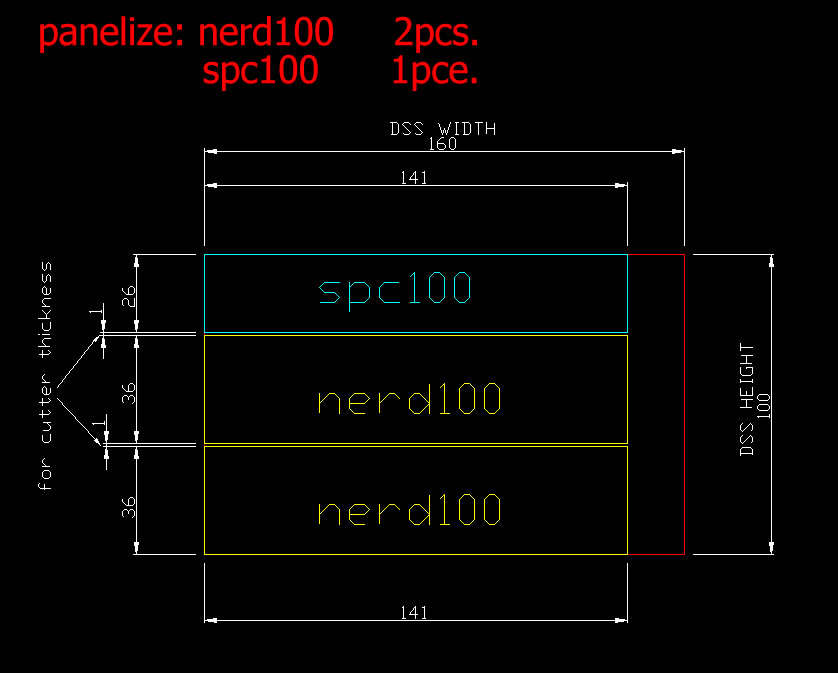 panelize: nerd100 2pcs.
spc100 1pce.
DSS WIDTH
160
141
spc100
26
1
for cutter thickness
36
nerd100
DSS HEIGHT
100
1
36
nerd100
141